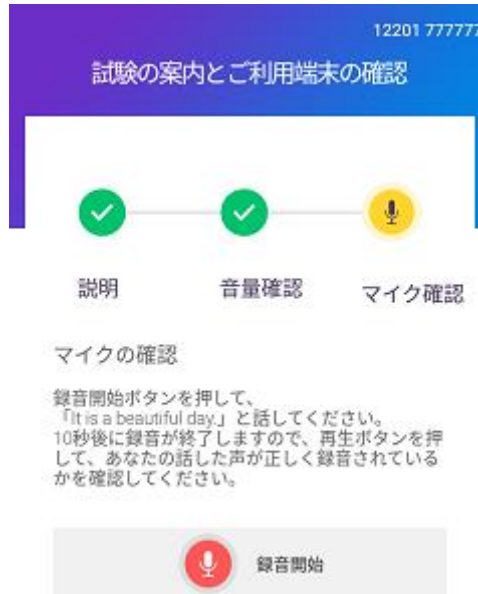 12201 777777
試験の案内とご利用端末の確認
説明
音量確認
マイク確認
マイクの確認
録音開始ボタンを押して、
「It is a beautiful day.」と話してください。
10秒後に録音が終了しますので、再生ボタンを押
して、あなたの話した声が正しく録音されている
かを確認してください。
録音開始